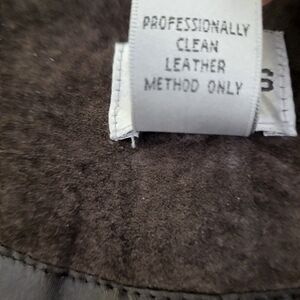 PROFESSIONALLY
CLEAN
LEATHER
METHOD ONLY
S